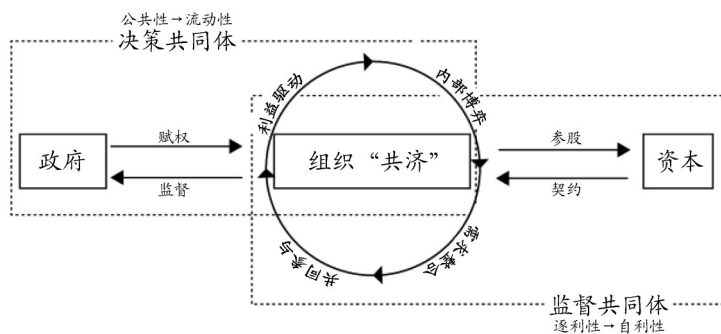 公共性→流动性
决策共同体
利益驱动
内部博弈
政府
赋权
监督
组织“共济”
参股
契约
资本
共同参与
需求整合
监督共同体
逐利性→自利性